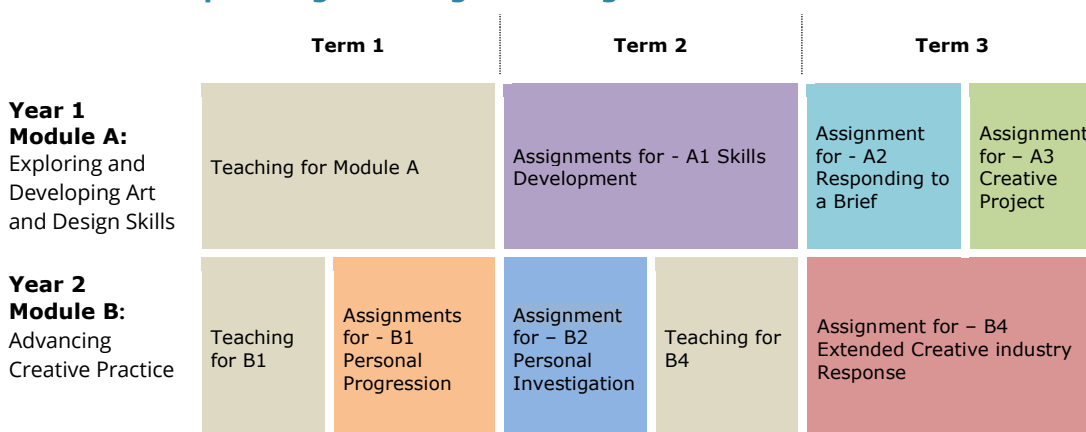 Term 1
Term 2
Term 3
Year 1
Module A:
Exploring and
Developing Art
and Design Skills
Teaching for Module A
Assignments for - A1 Skills
Development
Assignment
for - A2
Responding to
a Brief
Assignment
for – A3
Creative
Project
Year 2
Module B:
Advancing
Creative Practice
Teaching
for B1
Assignments
for - B1
Personal
Progression
Assignment
for – B2
Personal
Investigation
Teaching for
B4
Assignment for – B4
Extended Creative industry
Response